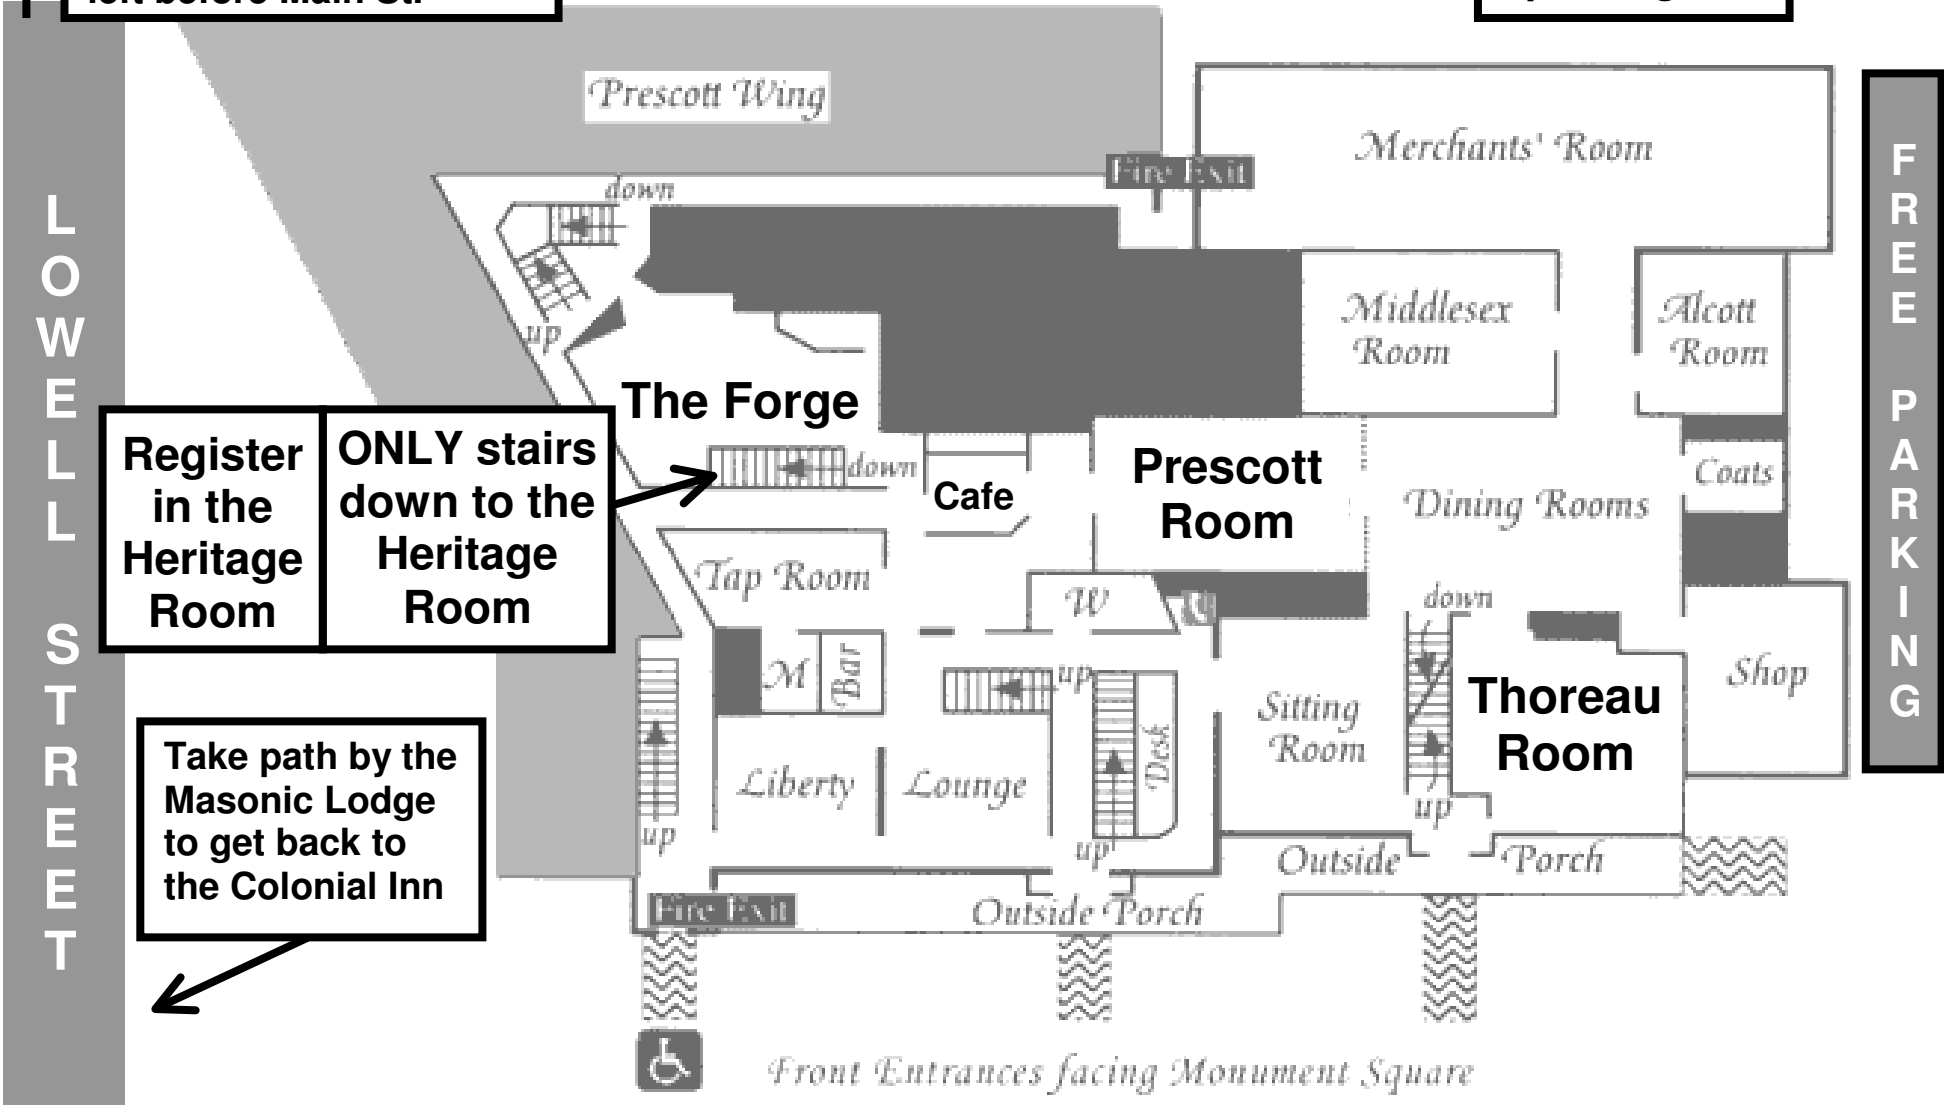 left before Main St.
Prescott Wing
Merchants' Room
Fire Exit
down
up
Middlesex
Room
Alcott
Room
The Forge
down
Cafe
Prescott
Room
Dining Rooms
Coats
Register
in the
Heritage
Room
ONLY stairs
down to the
Heritage
Room
Tap Room
W
down
M
Bar
up
Desk
Sitting
Room
Thoreau
Room
Shop
Liberty
Lounge
up
up
up
Take path by the
Masonic Lodge
to get back to
the Colonial Inn
Outside Porch
Fire Exit
Outside Porch
Front Entrances facing Monument Square
LOWELL STREET
FREE PARKING